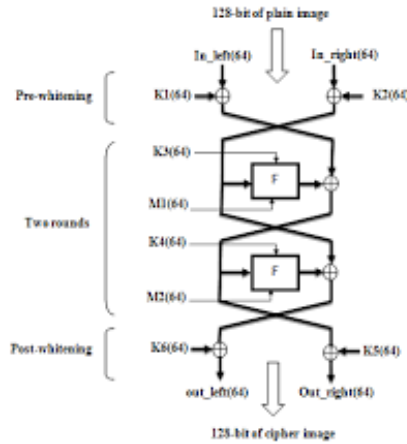 128-bit of plain image
In_left(64) In_right(64)
Pre-whitening
K1(64) K2(64)
K3(64)
F
M1(64)
Two rounds
K4(64)
F
M2(64)
Post-whitening
K6(64) K5(64)
out_left(64) Out_right(64)
128-bit of cipher image